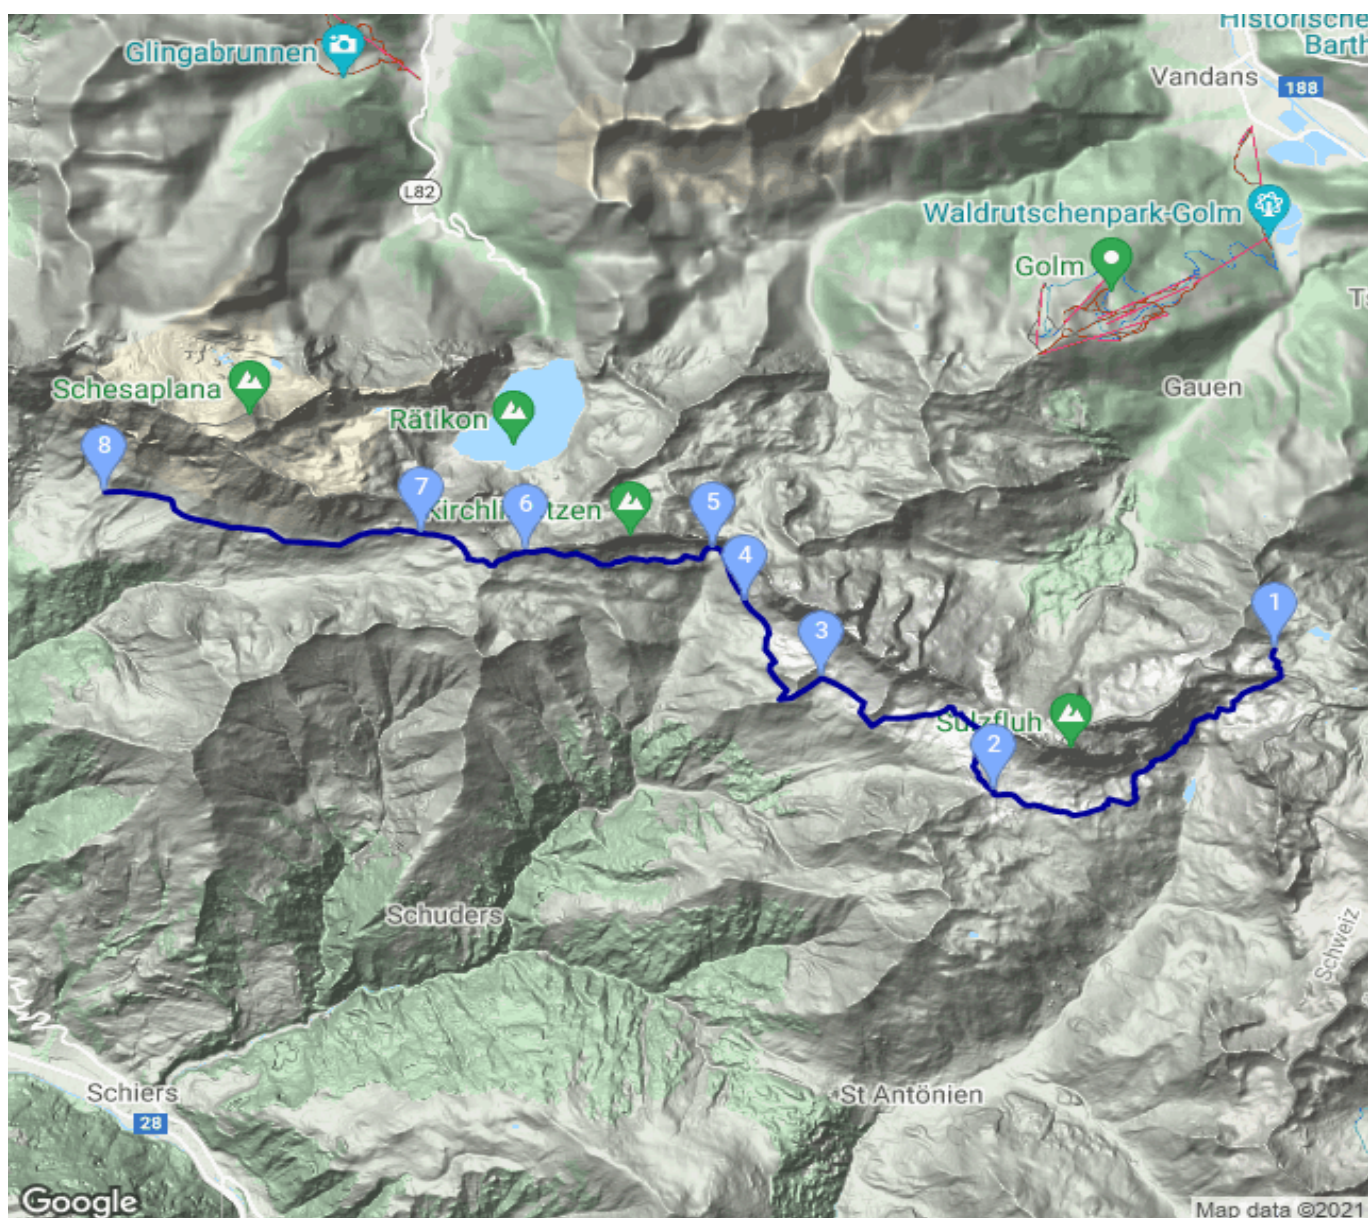 Historische
Barth
Glingabrunnen
Vandans
188
L82
Waldrutschenpark-Golm
Golm
Gauen
Schesaplana
Rätikon
8
7
6
5
4
3
1
2
Sulzfluh
Schuders
Schweiz
Schiers
28
St Antönien
Google
Map data ©2021